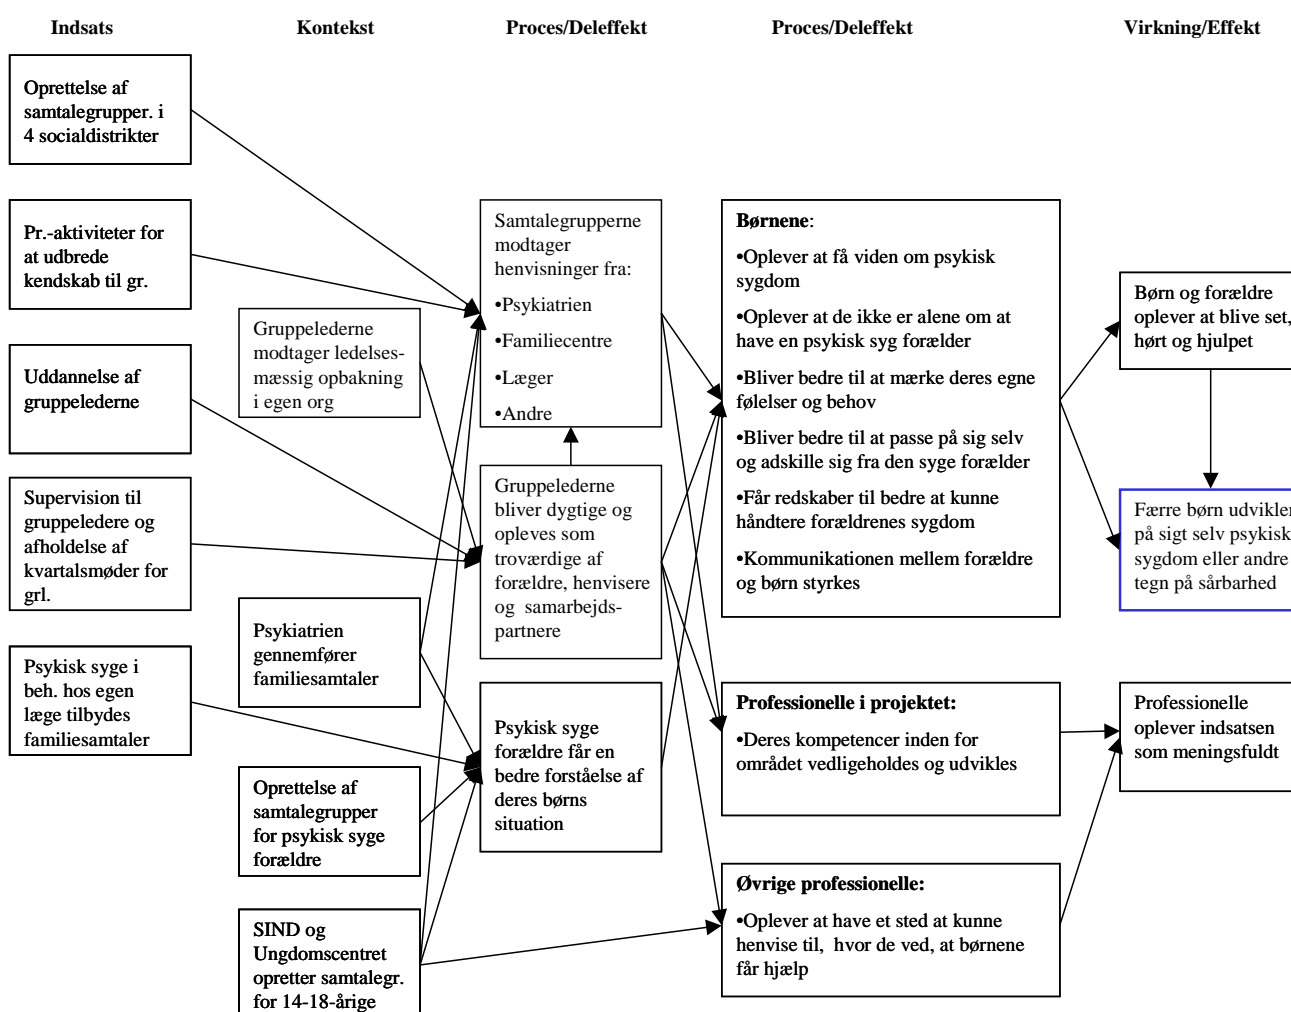 Indsats
Kontekst
Proces/Deleffekt
Proces/Deleffekt
Virkning/Effekt
Oprettelse af
samtalegrupper. i
4 socialdistrikter
Pr.-aktiviteter for
at udbrede
kendskab til gr.
Uddannelse af
gruppelederne
Supervision til
gruppeledere og
afholdelse af
kvartalsmøder for
grl.
Psykisk syge i
beh. hos egen
læge tilbydes
familiesamtaler
Gruppelederne
modtager ledelses-
mæssig opbakning
i egen org
Psykiatrien
gennemfører
familiesamtaler
Oprettelse af
samtalegrupper
for psykisk syge
forældre
SIND og
Ungdomscentret
opretter samtalegr.
for 14-18-årige
Samtalegrupperne
modtager
henvisninger fra:
•Psykiatrien
•Familiecentre
•Læger
•Andre
Gruppelederne
bliver dygtige og
opleves som
troværdige af
forældre, henvisere
og samarbejds-
partnere
Psykisk syge
forældre får en
bedre forståelse af
deres børns
situation
Børnene:
•Oplever at få viden om psykisk
sygdom
•Oplever at de ikke er alene om at
have en psykisk syg forælder
•Bliver bedre til at mærke deres egne
følelser og behov
•Bliver bedre til at passe på sig selv
og adskille sig fra den syge forælder
•Får redskaber til bedre at kunne
håndtere forældrenes sygdom
•Kommunikationen mellem forældre
og børn styrkes
Professionelle i projektet:
•Deres kompetencer inden for
området vedligeholdes og udvikles
Øvrige professionelle:
•Oplever at have et sted at kunne
henvise til, hvor de ved, at børnene
får hjælp
Børn og forældre
oplever at blive set,
hørt og hjulpet
Færre børn udvikler
på sigt selv psykisk
sygdom eller andre
tegn på sårbarhed
Professionelle
oplever indsatsen
som meningsfuldt